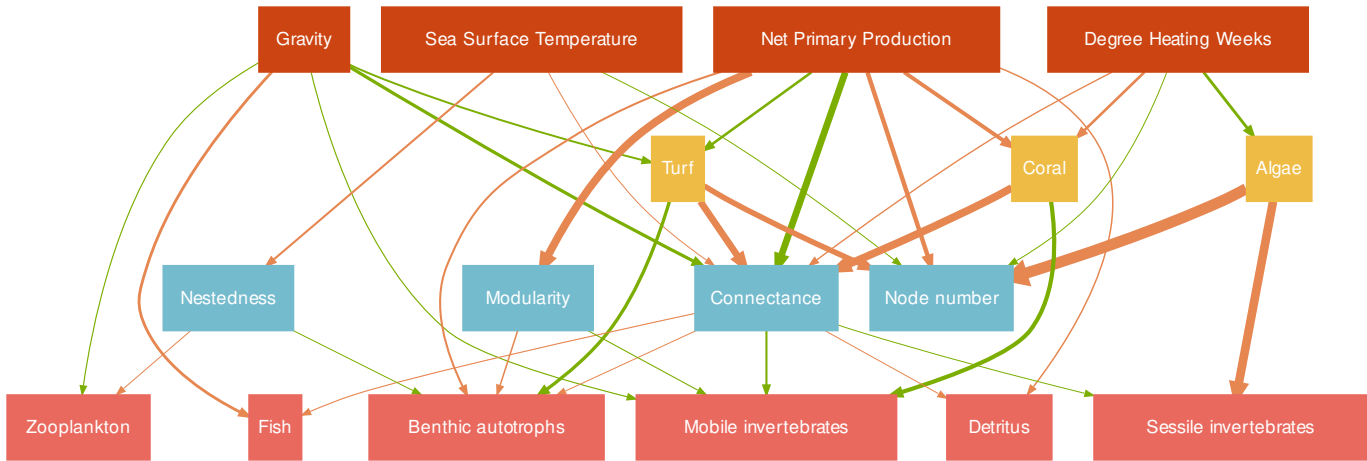 Gravity
Sea Surface Temperature
Net Primary Production
Degree Heating Weeks
Turf
Coral
Algae
Nestedness
Modularity
Connectance
Node number
Zooplankton
Fish
Benthic autotrophs
Mobile invertebrates
Detritus
Sessile invertebrates